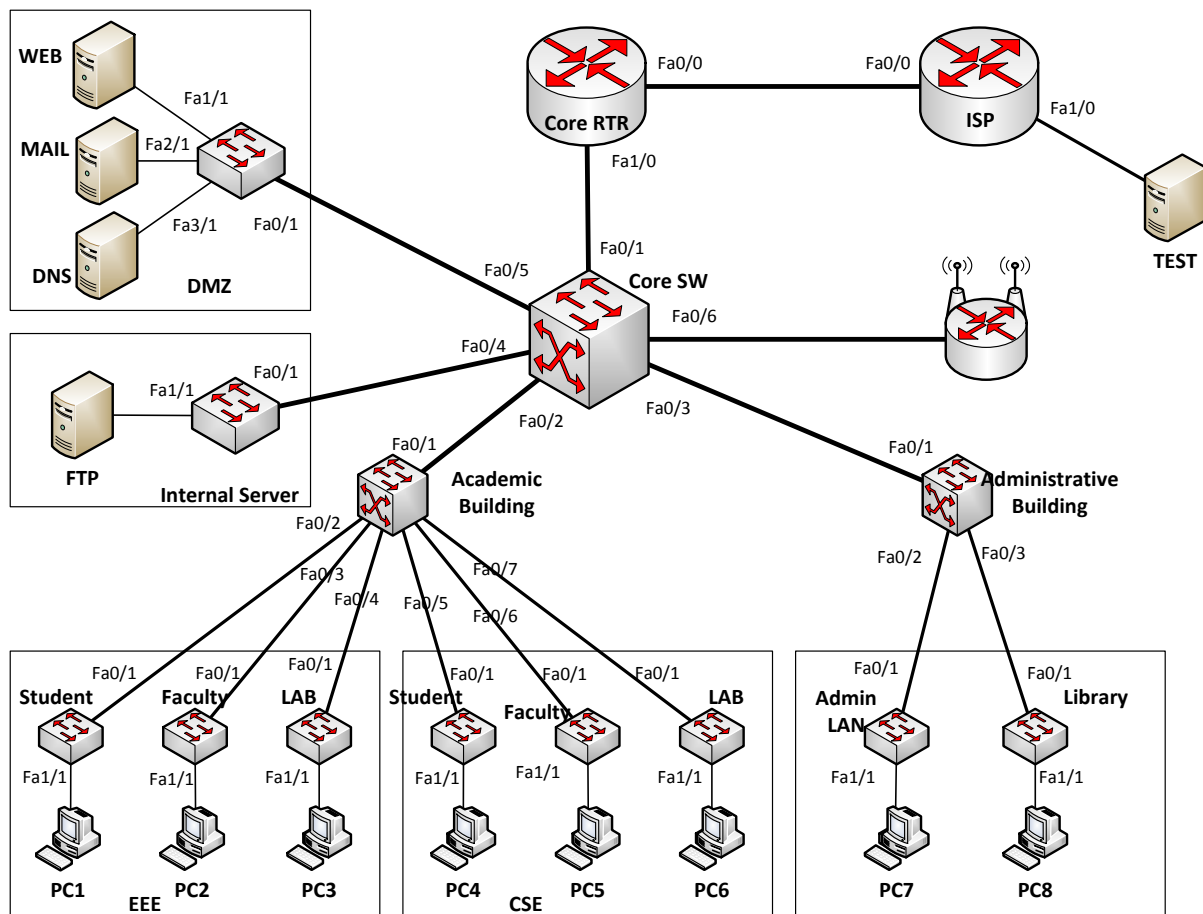 WEB
Fa1/1
MAIL
Fa2/1
DNS
Fa3/1
Fa0/1
DMZ
Core RTR
Fa0/0
Fa0/0
ISP
Fa1/0
Fa1/0
TEST
Fa0/1
Core SW
Fa0/5
Fa0/6
Fa0/4
Fa0/2
Fa0/3
FTP
Fa1/1
Fa0/1
Internal Server
Fa0/1
Academic
Building
Fa0/1
Administrative
Building
Fa0/2
Fa0/3
Fa0/4
Fa0/5
Fa0/6
Fa0/7
Fa0/2
Fa0/3
Fa0/1
Student
Fa0/1
Faculty
Fa0/1
LAB
Fa1/1
Fa1/1
Fa1/1
PC1
PC2
PC3
EEE
Fa0/1
Student
Fa0/1
Faculty
Fa0/1
LAB
Fa1/1
Fa1/1
Fa1/1
PC4
PC5
PC6
CSE
Fa0/1
Admin
LAN
Fa0/1
Library
Fa1/1
Fa1/1
PC7
PC8